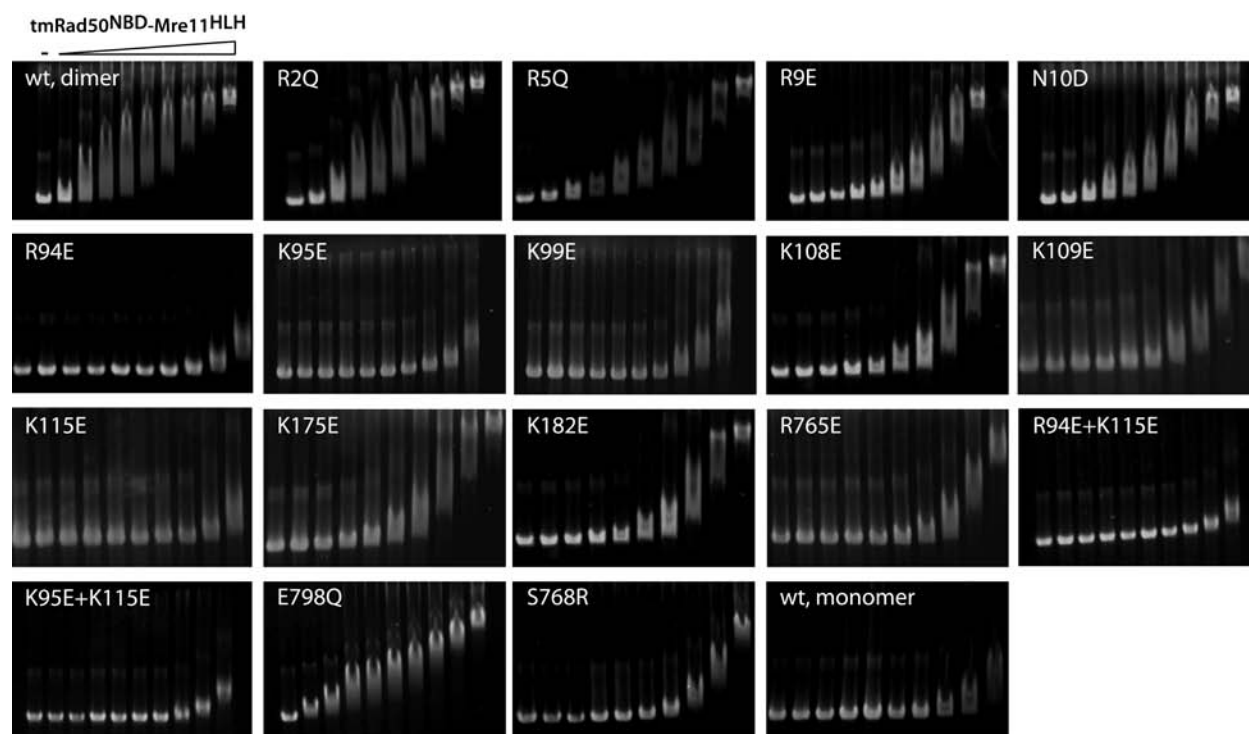 tmRad50NBD-Mre11HLH
-
wt, dimer
R2Q
R5Q
R9E
N10D
R94E
K95E
K99E
K108E
K109E
K115E
K175E
K182E
R765E
R94E+K115E
K95E+K115E
E798Q
S768R
wt, monomer